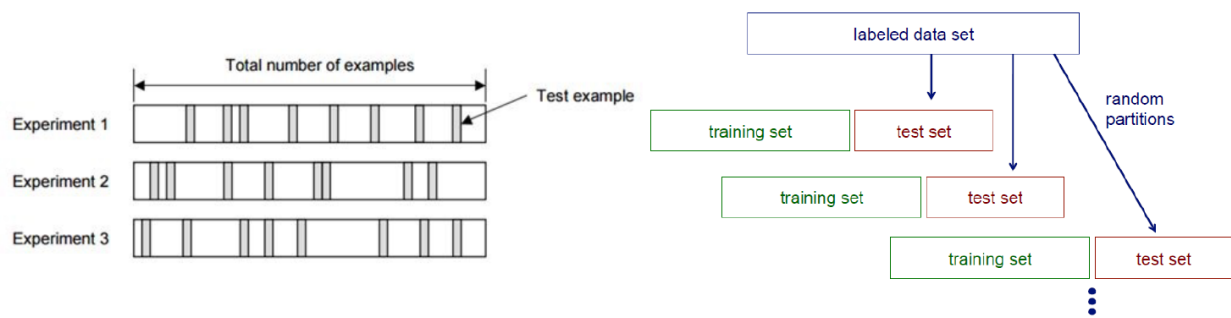 Total number of examples
Test example
Experiment 1
Experiment 2
Experiment 3
labeled data set
random
partitions
training set
test set
training set
test set
training set
test set